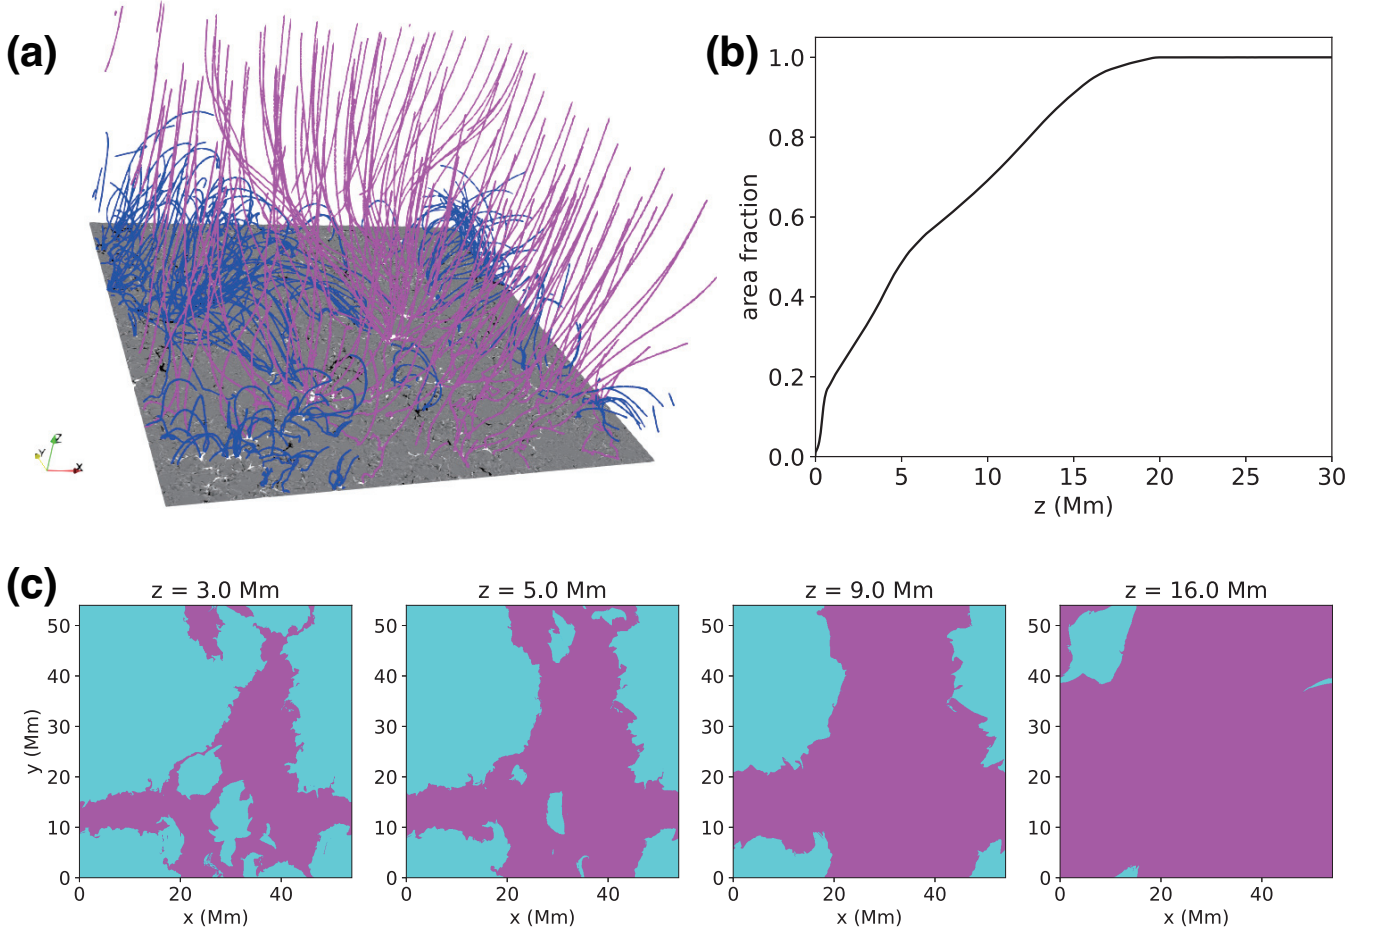 (a)
Z
Y
X
(b)
1.0
0.8
0.6
0.4
0.2
0.0
area fraction
0 5 10 15 20 25 30
z (Mm)
(c)
z = 3.0 Mm
50
40
30
20
10
0
y (Mm)
0 20 40
x (Mm)
z = 5.0 Mm
50
40
30
20
10
0
0 20 40
x (Mm)
z = 9.0 Mm
50
40
30
20
10
0
0 20 40
x (Mm)
z = 16.0 Mm
50
40
30
20
10
0
0 20 40
x (Mm)